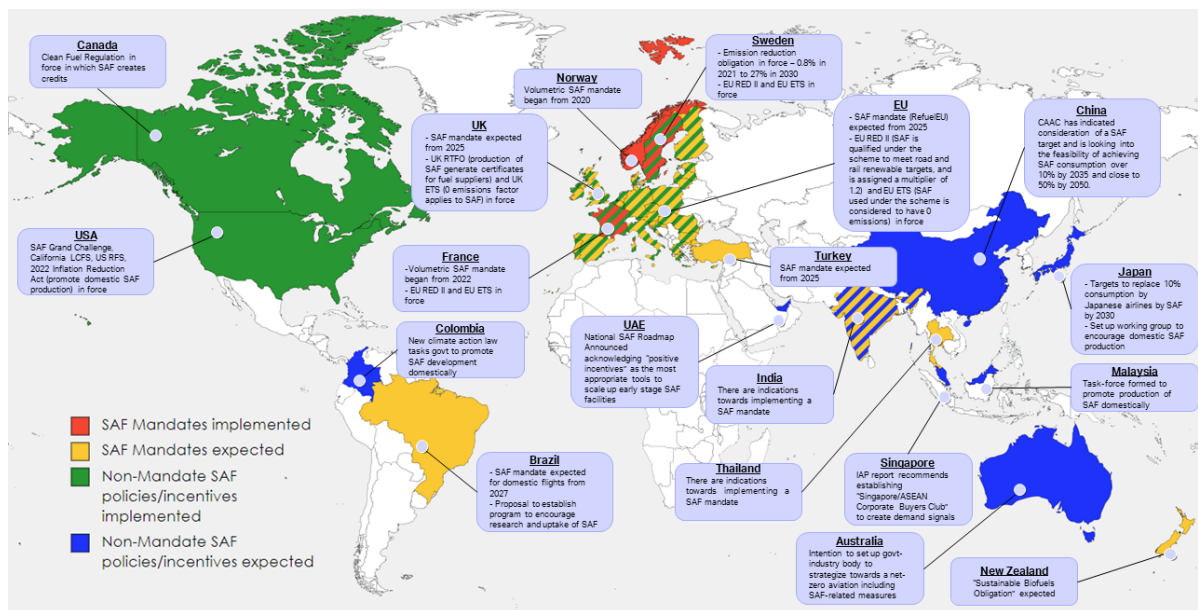 Canada
Clean Fuel Regulation in
force in which SAF creates
credits
Norway
Volumetric SAF mandate
began from 2020
Sweden
- Emission reduction
obligation in force – 0.8% in
2021 to 27% in 2030
- EU RED II and EU ETS in
force
UK
- SAF mandate expected
from 2025
- UK RTFO (production of
SAF generate certificates
for fuel suppliers) and UK
ETS (0 emissions factor
applies to SAF) in force
EU
- SAF mandate (RefuelEU)
expected from 2025
- EU RED II (SAF is
qualified under the
scheme to meet road and
rail renewable targets, and
is assigned a multiplier of
1.2) and EU ETS (SAF
used under the scheme is
considered to have 0
emissions) in force
China
CAAC has indicated
consideration of a SAF
target and is looking into
the feasibility of achieving
SAF consumption over
10% by 2035 and close to
50% by 2050.
USA
SAF Grand Challenge,
California LCFS, US RFS,
2022 Inflation Reduction
Act (promote domestic SAF
production) in force
France
-Volumetric SAF mandate
began from 2022
- EU RED II and EU ETS in
force
Turkey
SAF mandate expected
from 2025
Japan
- Targets to replace 10%
consumption by
Japanese airlines by SAF
by 2030
- Set up working group to
encourage domestic SAF
production
Colombia
New climate action law
tasks govt to promote
SAF development
domestically
UAE
National SAF Roadmap
Announced
acknowledging "positive
incentives" as the most
appropriate tools to
scale up early stage SAF
facilities
India
There are indications
towards implementing a
SAF mandate
Malaysia
Task-force formed to
promote production of
SAF domestically
SAF Mandates implemented
SAF Mandates expected
Non-Mandate SAF
policies/incentives
implemented
Non-Mandate SAF
policies/incentives expected
Brazil
- SAF mandate expected
for domestic flights from
2027
- Proposal to establish
program to encourage
research and uptake of SAF
Thailand
There are indications
towards implementing a
SAF mandate
Singapore
IAP report recommends
establishing
"Singapore/ASEAN
Corporate Buyers Club"
to create demand signals
Australia
Intention to set up govt-
industry body to
strategize towards a net-
zero aviation including
SAF-related measures
New Zealand
"Sustainable Biofuels
Obligation" expected